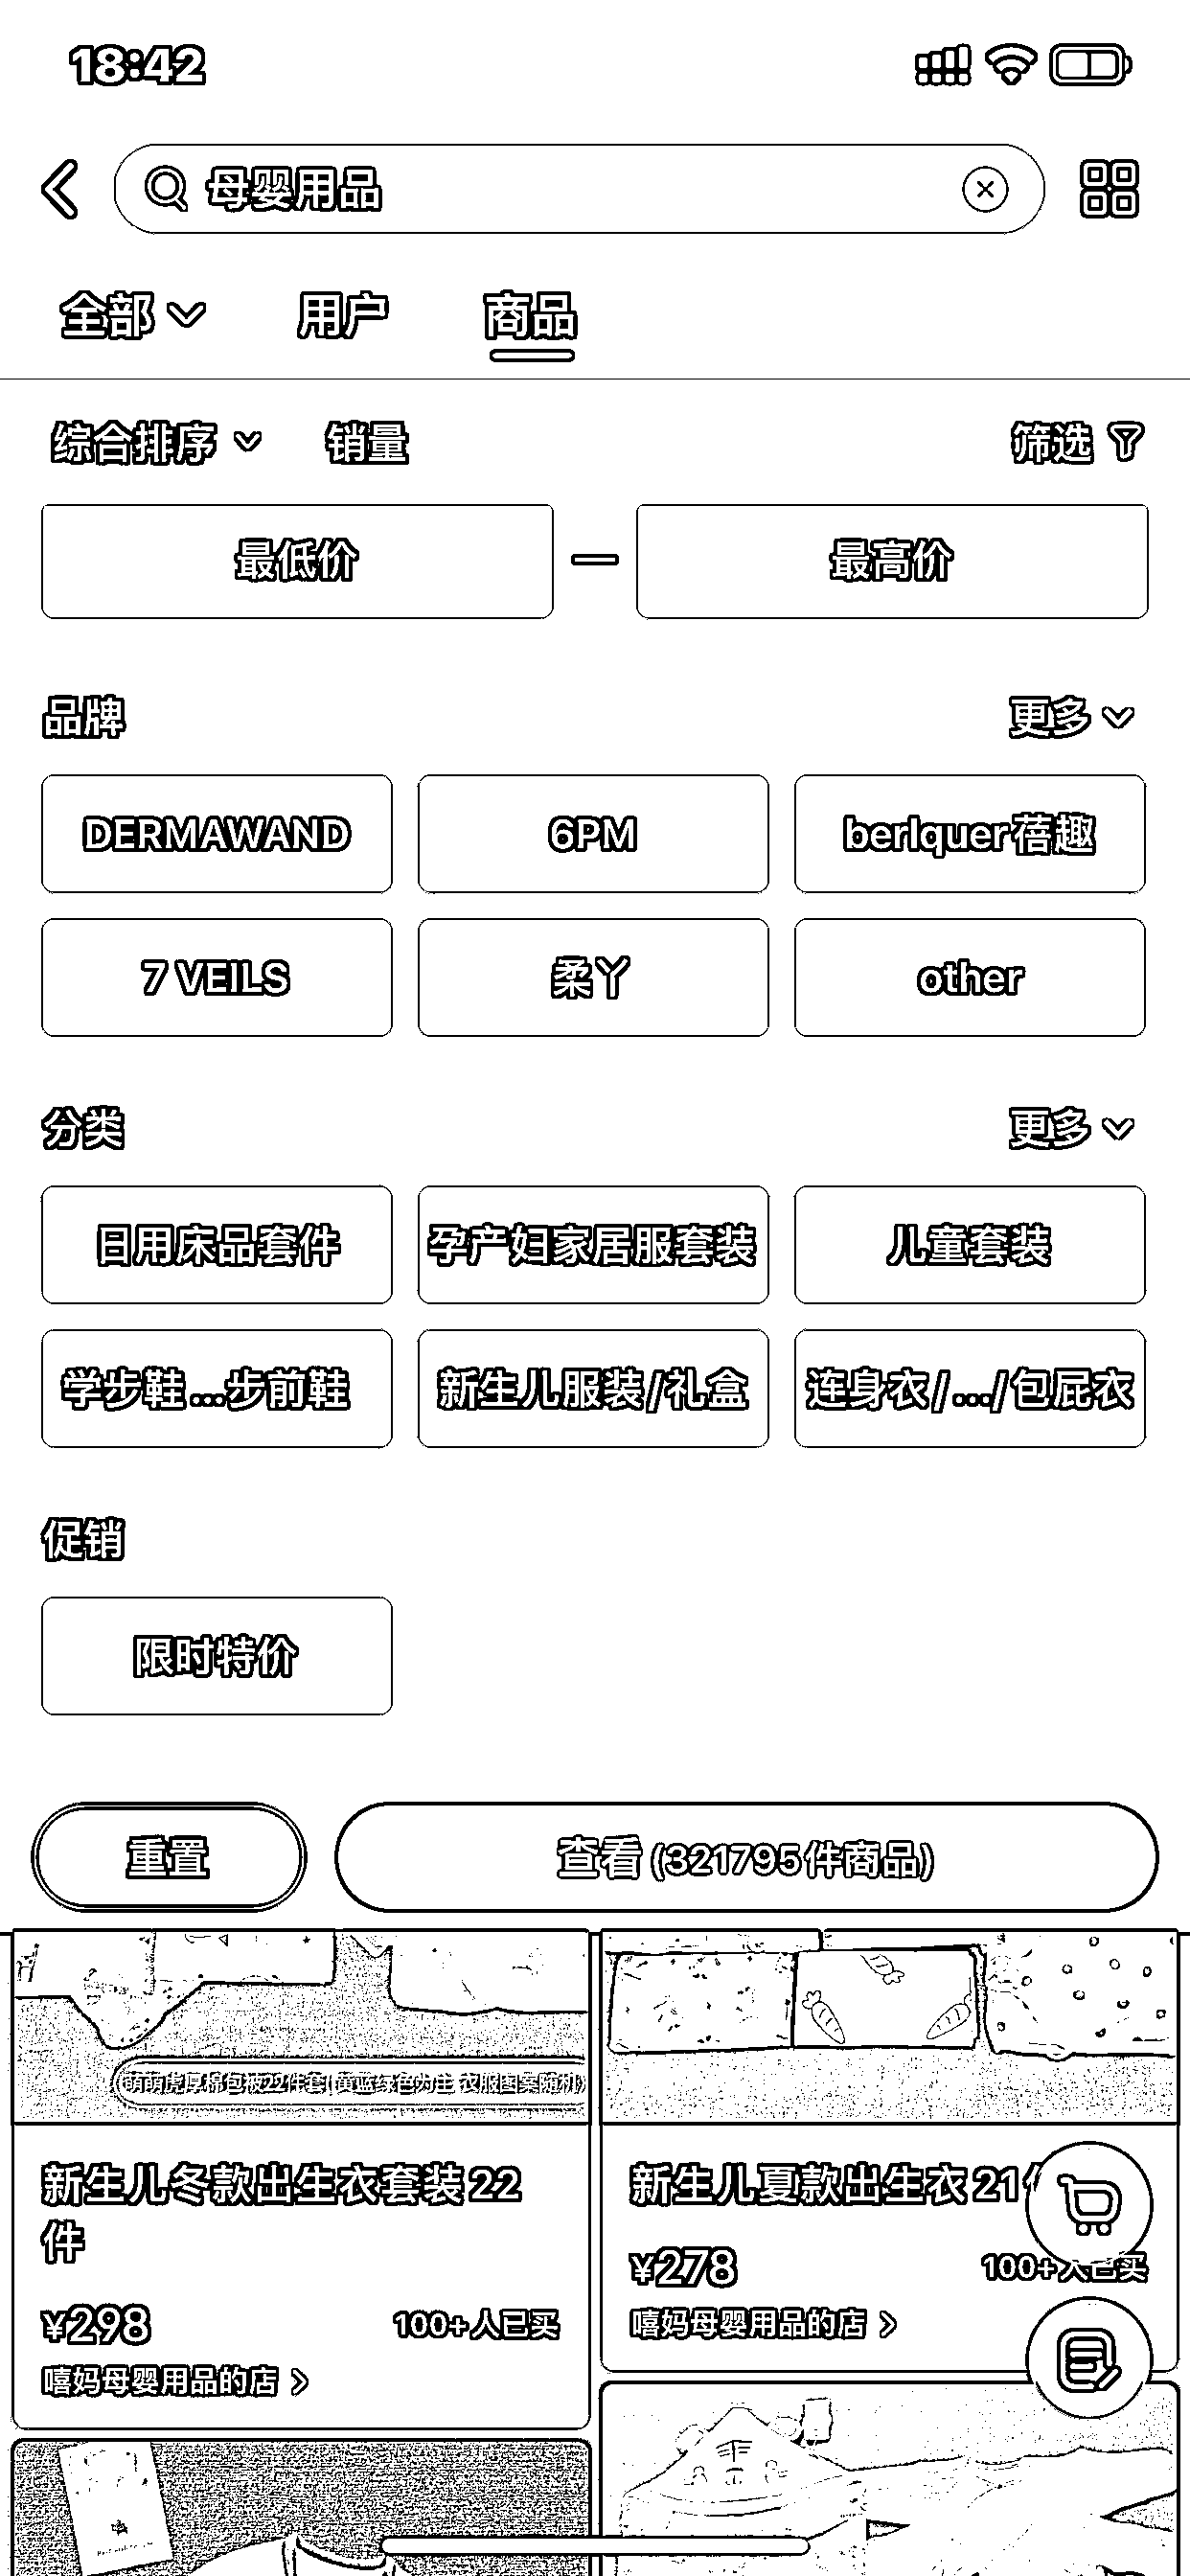 18:42
母婴用品
全部 用户 商品
综合排序 销量 筛选
最低价 — 最高价
品牌 更多
DERMAWAND 6PM berlquer蓓趣
7 VEILS 柔丫 other
分类 更多
日用床品套件 孕产妇家居服套装 儿童套装
学步鞋...步前鞋 新生儿服装/礼盒 连身衣/.../包屁衣
促销
限时特价
重置 查看 (321795件商品)
萌萌虎厚棉包被22件套(黄蓝绿色为主 衣服图案随机)
新生儿冬款出生衣套装 22
件
¥298 100+人已买
嘻妈母婴用品的店
新生儿夏款出生衣 21
¥278 100+人已买
嘻妈母婴用品的店